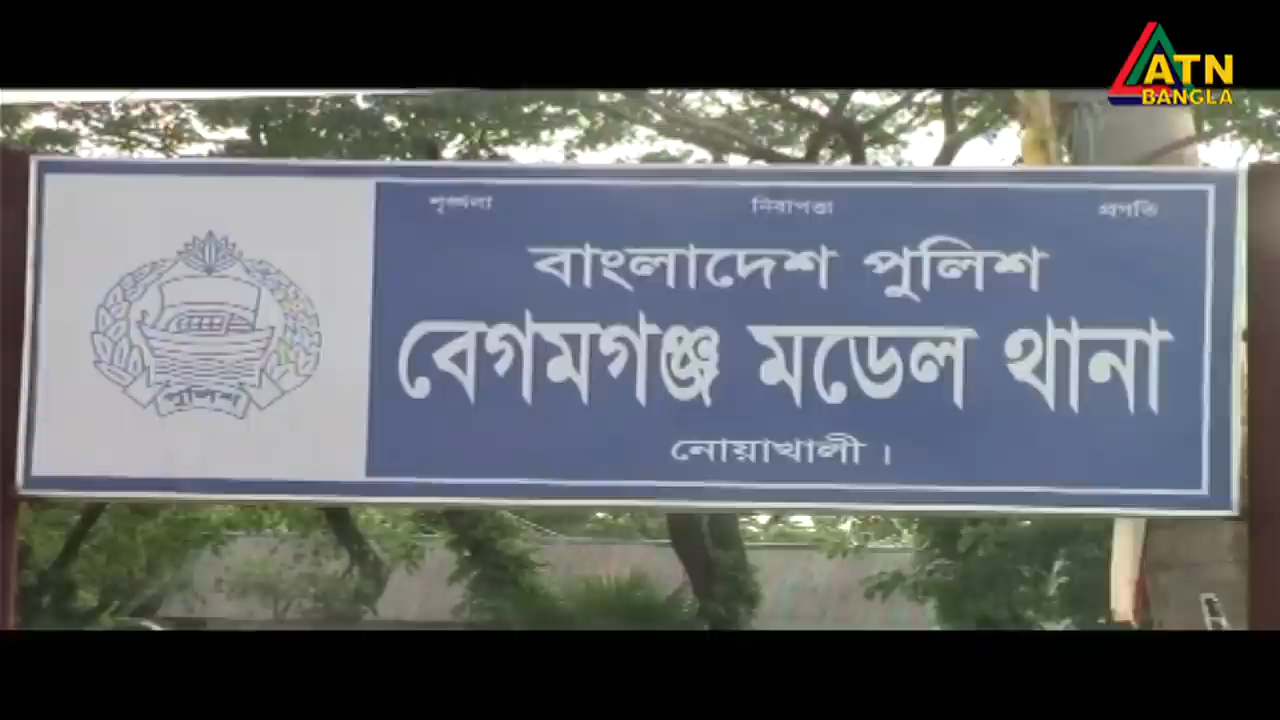 ATN
BANGLA
শৃঙ্খলা নিরাপত্তা প্রগতি
বাংলাদেশ পুলিশ
বেগমগঞ্জ মডেল থানা
নোয়াখালী।
পুলিশ